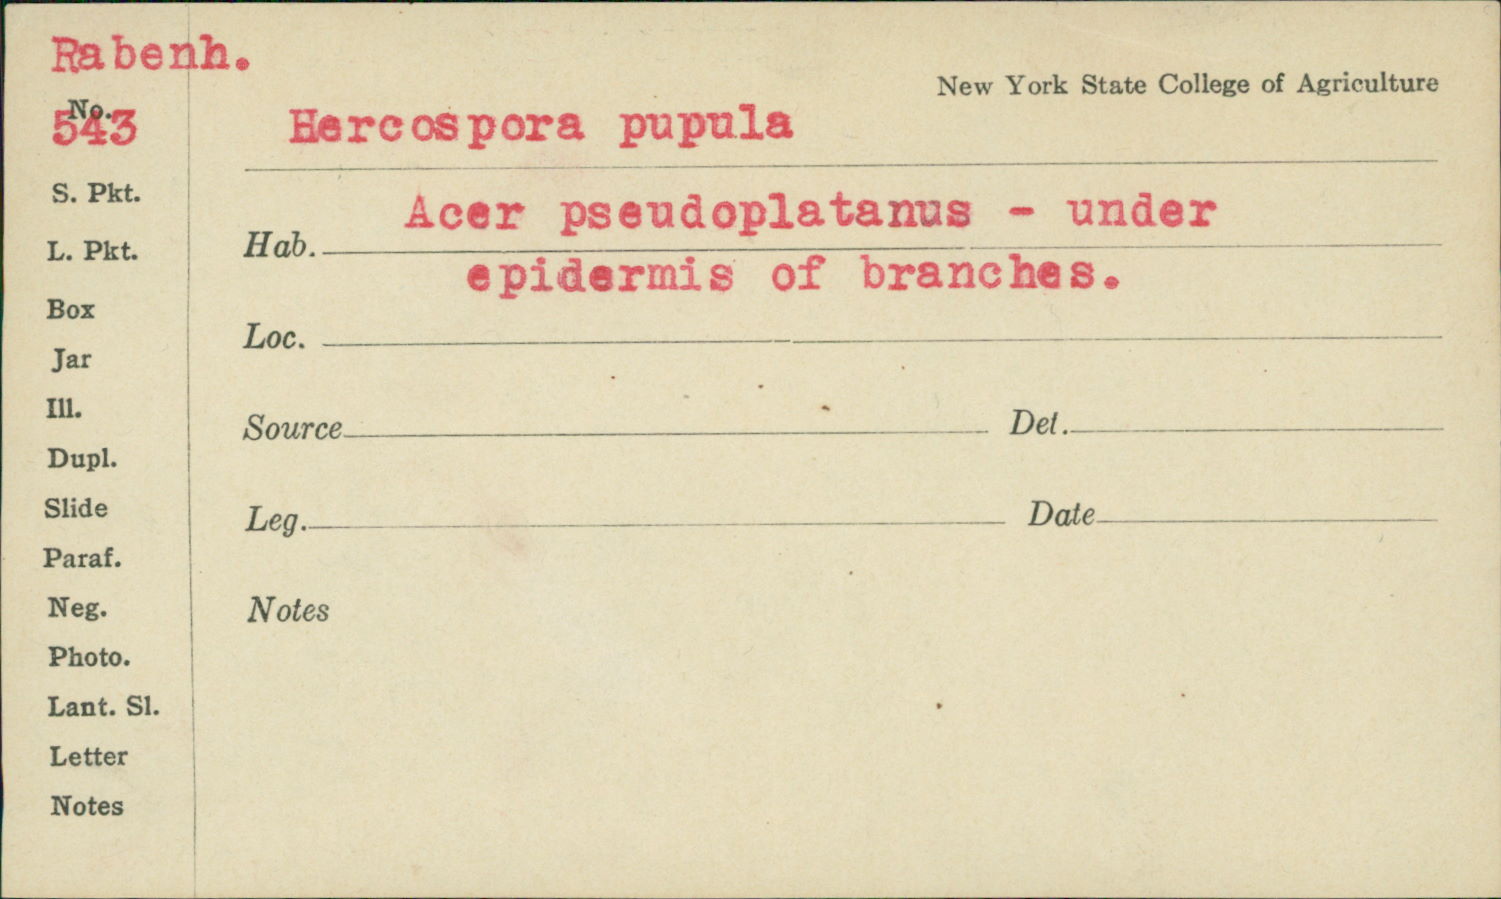 Rabenh.
New York State College of Agriculture
No.
543
Hercospora pupula
S. Pkt.
Acer pseudoplatanus - under
Hab.
L. Pkt.
epidermis of branches.
Box
Loc.
Jar
Ill.
Source Det.
Dupl.
Slide
Leg. Date
Paraf.
Neg.
Notes
Photo.
Lant. Sl.
Letter
Notes